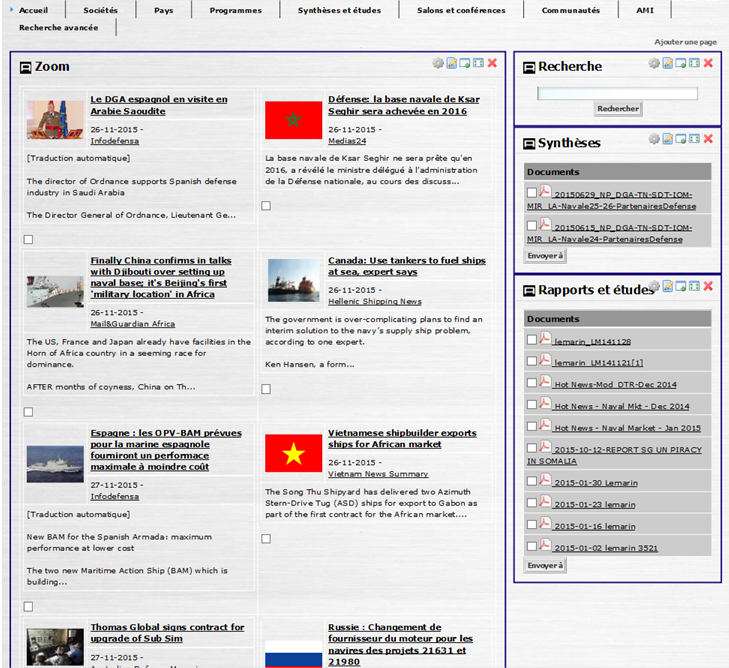 Accueil
Sociétés
Pays
Programmes
Synthèses et études
Salons et conférences
Communautés
AMI
Recherche avancée
Ajouter une page
Zoom
Le DGA espagnol en visite en
Arabie Saoudite
26-11-2015 -
Infodefensa
[Traduction automatique]
The director of Ordnance supports Spanish defense
industry in Saudi Arabia
The Director General of Ordnance, Lieutenant Ge...
Défense: la base navale de Ksar
Seghir sera achevée en 2016
26-11-2015 -
Medias24
La base navale de Ksar Seghir ne sera prête qu'en
2016, a révélé le ministre délégué à l'administration
de la Défense nationale, au cours des discuss...
Finally China confirms in talks
with Djibouti over setting up
naval base; it's Beijing's first
'military location' in Africa
26-11-2015 -
Mail&Guardian Africa
The US, France and Japan already have facilities in the
Horn of Africa country in a seeming race for
dominance.
AFTER months of coyness, China on Th...
Canada: Use tankers to fuel ships
at sea, expert says
26-11-2015 -
Hellenic Shipping News
The government is over-complicating plans to find an
interim solution to the navy's supply ship problem,
according to one expert.
Ken Hansen, a form...
Espagne : les OPV-BAM prévues
pour la marine espagnole
fourniront un performace
maximale à moindre coût
27-11-2015 -
Infodefensa
[Traduction automatique]
New BAM for the Spanish Armada: maximum
performance at lower cost
The two new Maritime Action Ship (BAM) which is
building...
Vietnamese shipbuilder exports
ships for African market
26-11-2015 -
Vietnam News Summary
The Song Thu Shipyard has delivered two Azimuth
Stern-Drive Tug (ASD) ships for export to Gabon as
part of the first contract for the African market....
Thomas Global signs contract for
upgrade of Sub Sim
27-11-2015 -
Russie : Changement de
fournisseur du moteur pour les
navires des projets 21631 et
21980
Recherche
Rechercher
Synthèses
Documents
20150629_NP_DGA-TN-SDT-IOM-
MIR_LA-Navale25-26-PartenairesDefense
20150615_NP_DGA-TN-SDT-IOM-
MIR_LA-Navale24-PartenairesDefense
Envoyer à
Rapports et études
Documents
lemarin_LM141128
lemarin_LM141121[1]
Hot News-Mod_DTR-Dec 2014
Hot News - Naval Mkt - Dec 2014
Hot News - Naval Market - Jan 2015
2015-10-12-REPORT SG UN PIRACY
IN SOMALIA
2015-01-30 Lemarin
2015-01-23 lemarin
2015-01-16 lemarin
2015-01-02 lemarin 3521
Envoyer à